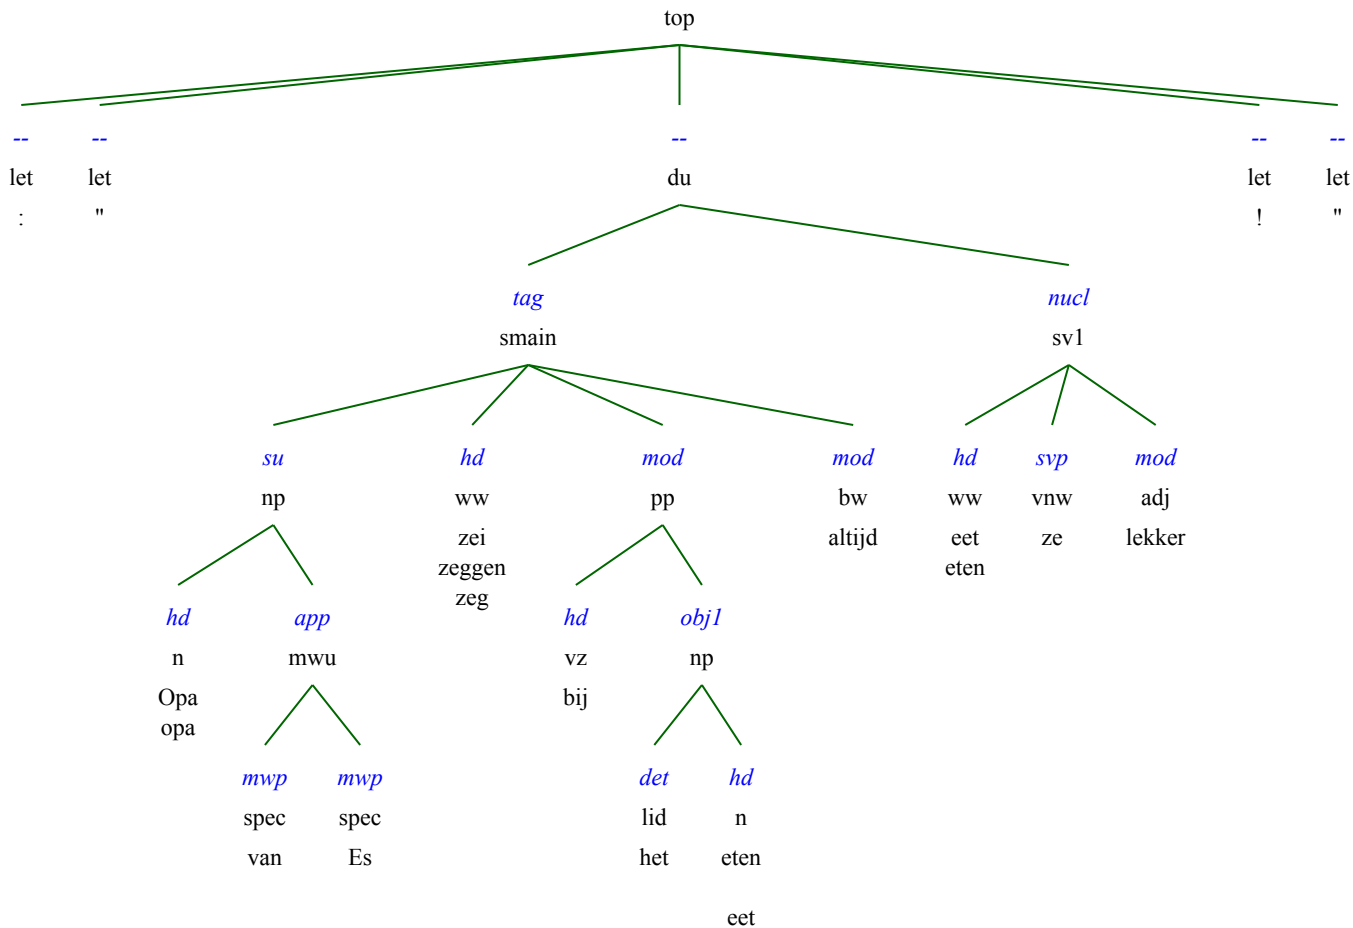 top
-- -- -- -- --
let let du let let
: " ! "
tag nucl
smain sv1
su hd mod mod hd svp mod
np ww pp bw ww vnw adj
zei altijd eet ze lekker
zeggen eten
zeg
hd app hd obj1
n mwu vz np
Opa bij
opa
mwp mwp det hd
spec spec lid n
van Es het eten
eet